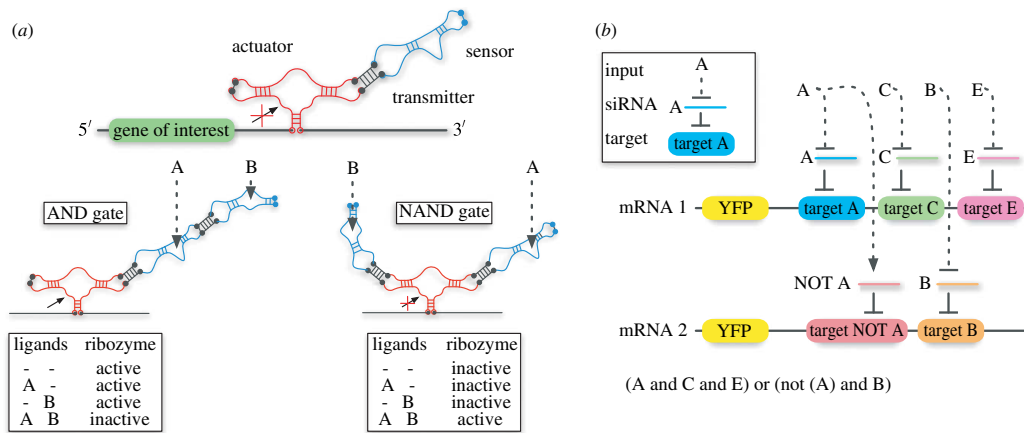 (a)
actuator
sensor
transmitter
5′ gene of interest 3′
A B
AND gate
ligands ribozyme
- - active
A - active
- B active
A B inactive
B A
NAND gate
ligands ribozyme
- - inactive
A - inactive
- B inactive
A B active
(b)
input A
siRNA A
target target A
A C B E
A C E
mRNA 1 YFP target A target C target E
NOT A B
mRNA 2 YFP target NOT A target B
(A and C and E) or (not (A) and B)